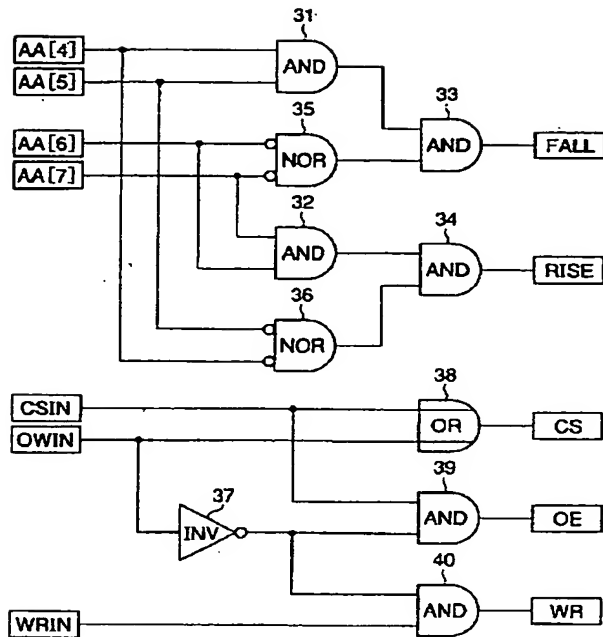 31
AA[4]
AND
AA[5]
35
33
AND
FALL
AA[6]
NOR
AA[7]
32
34
AND
AND
RISE
36
NOR
38
CSIN
OR
CS
OWIN
39
37
AND
OE
INV
40
AND
WR
WRIN